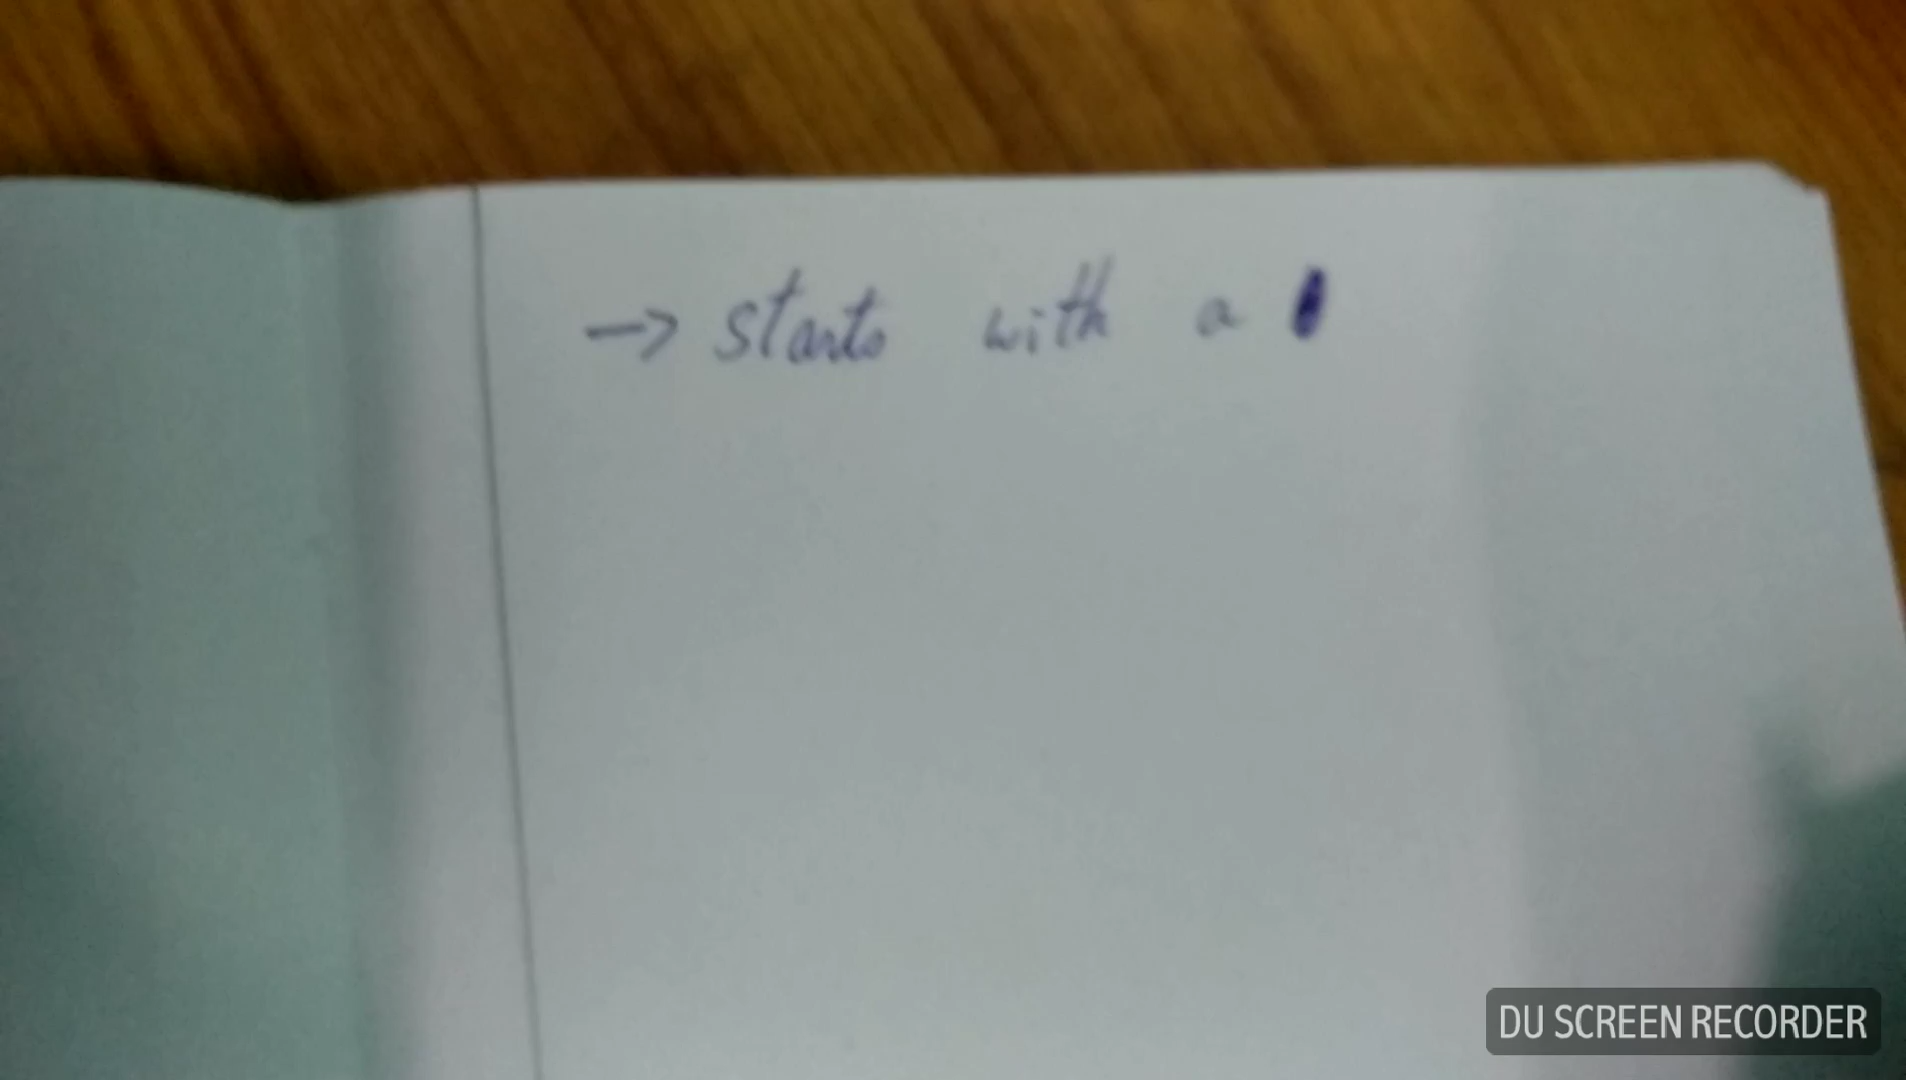 → starts with a
DU SCREEN RECORDER